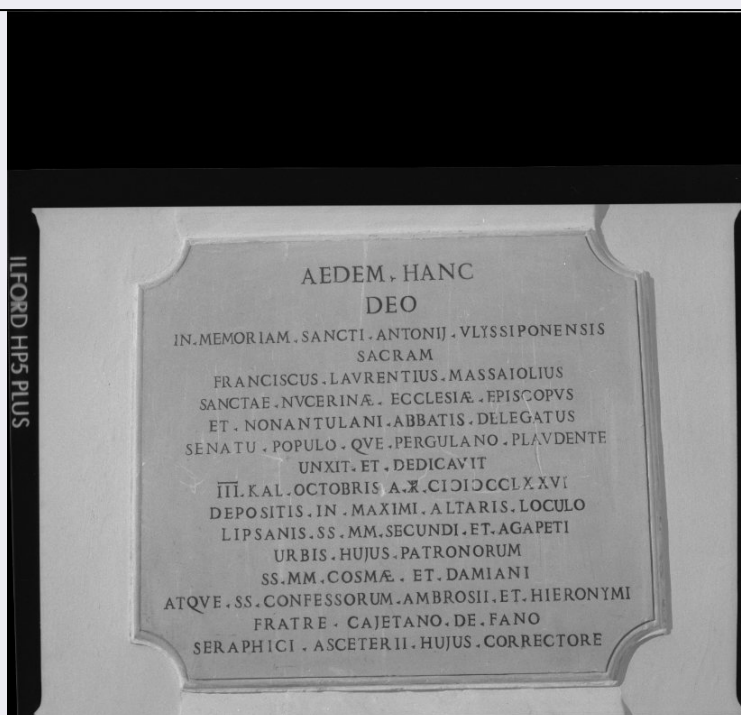 ILFORD HP5 PLUS
AEDEM . HANC
DEO
IN . MEMORIAM . SANCTI . ANTONIJ . VLYSSIPONENSIS
SACRAM
FRANCISCUS . LAVRENTIUS . MASSAIOLIUS
SANCTAE . NVCERINÆ . ECCLESIÆ . EPISCOPVS
ET . NONANTULANI . ABBATIS . DELEGATUS
SENATU . POPULO . QVE . PERGULANO . PLAVDENTE
UNXIT . ET . DEDICAVIT
III . KAL . OCTOBRIS A . ☧ . CIƆIƆCCLXXVI
DEPOSITIS . IN . MAXIMI . ALTARIS . LOCULO
LIPSANIS . SS . MM . SECUNDI . ET . AGAPETI
URBIS . HUJUS . PATRONORUM
SS . MM . COSMÆ . ET . DAMIANI
ATQVE . SS . CONFESSORUM . AMBROSII . ET . HIERONYMI
FRATRE . CAJETANO . DE . FANO
SERAPHICI . ASCETERII . HUJUS . CORRECTORE